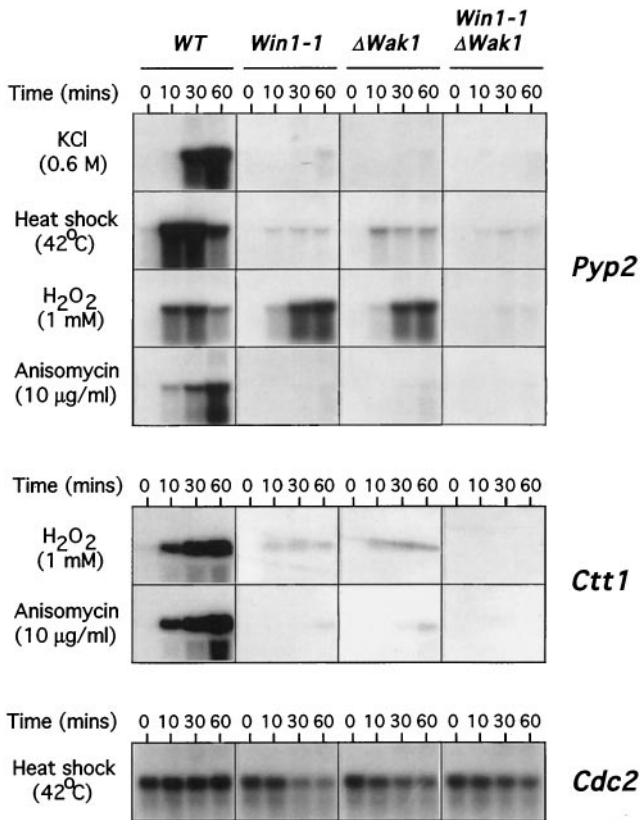 WT Win1-1 ΔWak1 Win1-1 ΔWak1
Time (mins) 0 10 30 60 0 10 30 60 0 10 30 60 0 10 30 60
KCl
(0.6 M)
Heat shock
(42°C)
Pyp2
H2O2
(1 mM)
Anisomycin
(10 μg/ml)
Time (mins) 0 10 30 60 0 10 30 60 0 10 30 60 0 10 30 60
H2O2
(1 mM)
Ctt1
Anisomycin
(10 μg/ml)
Time (mins) 0 10 30 60 0 10 30 60 0 10 30 60 0 10 30 60
Heat shock
(42°C)
Cdc2